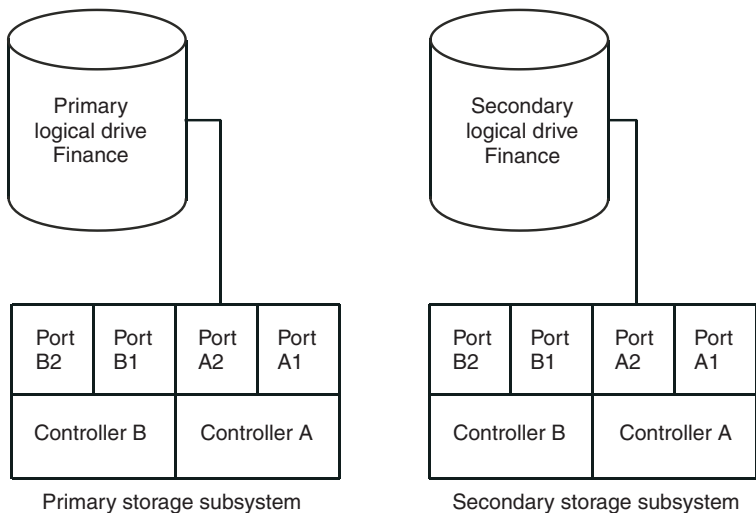 Primary
logical drive
Finance
Secondary
logical drive
Finance
Port
B2
Port
B1
Port
A2
Port
A1
Controller B
Controller A
Primary storage subsystem
Port
B2
Port
B1
Port
A2
Port
A1
Controller B
Controller A
Secondary storage subsystem